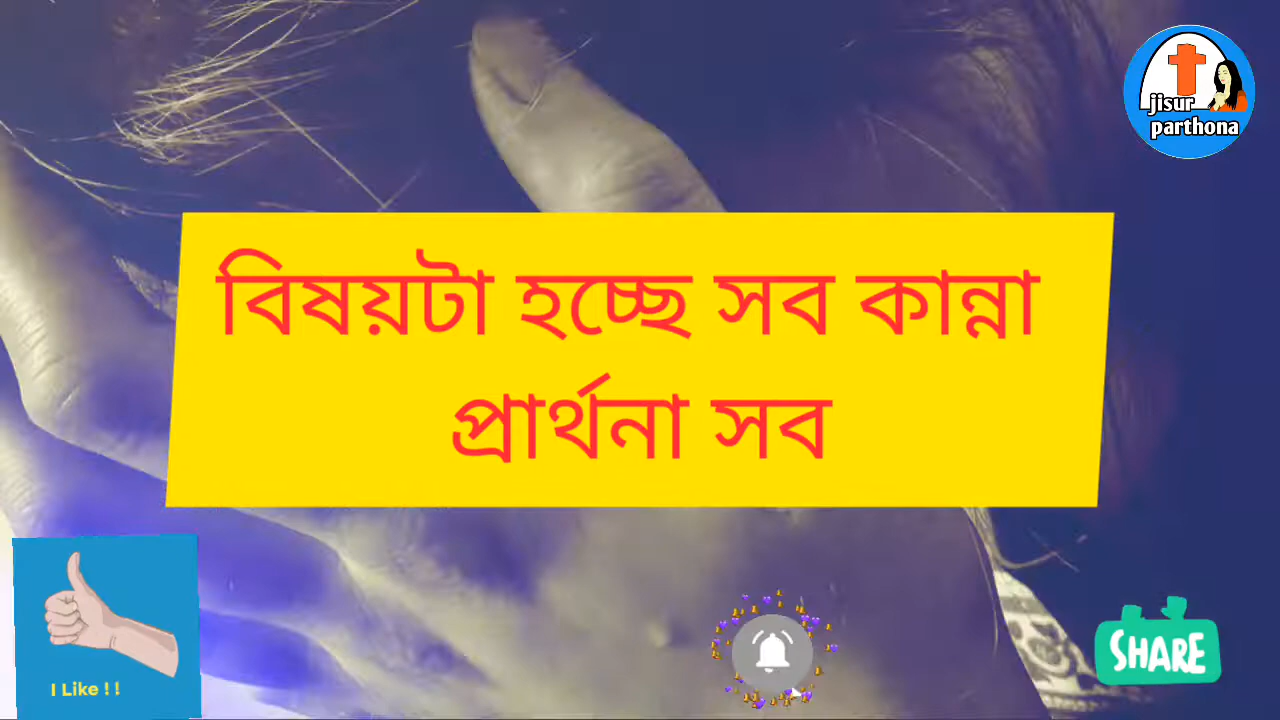 jisur
parthona
বিষয়টা হচ্ছে সব কান্না
প্রার্থনা সব
I Like ! !
SHARE